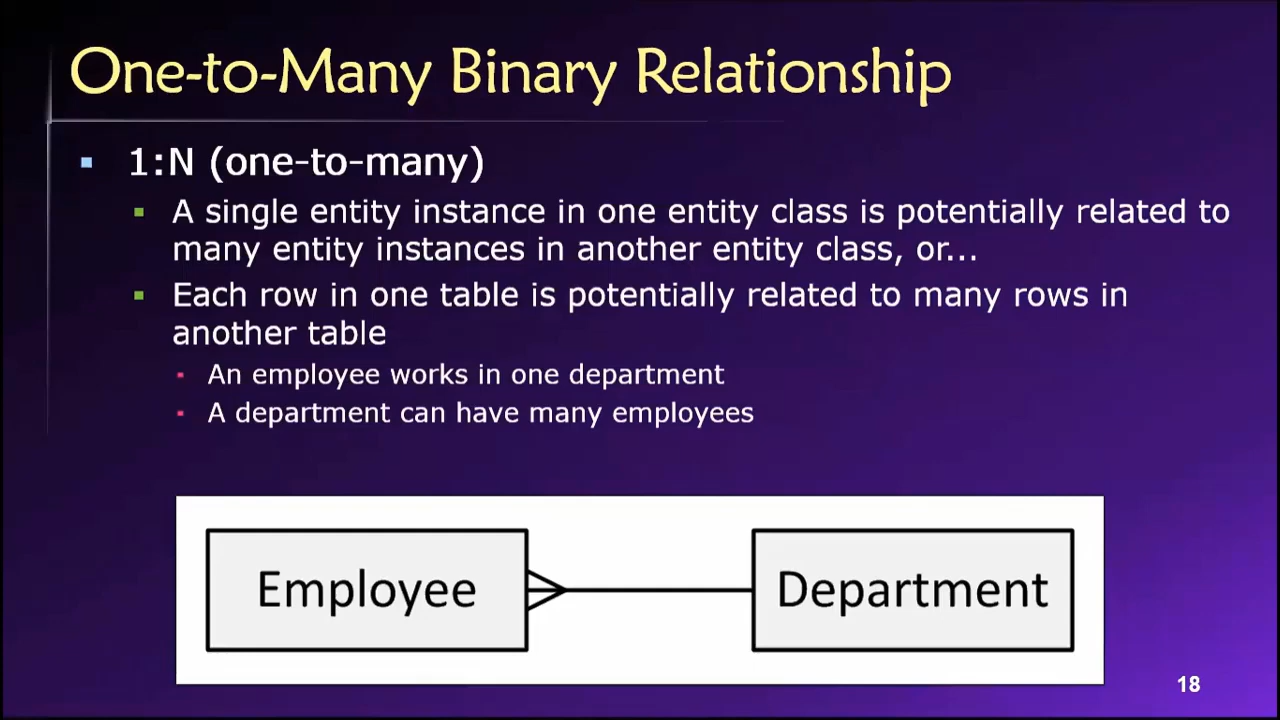 One-to-Many Binary Relationship
1:N (one-to-many)
A single entity instance in one entity class is potentially related to
many entity instances in another entity class, or...
Each row in one table is potentially related to many rows in
another table
An employee works in one department
A department can have many employees
Employee
Department
18